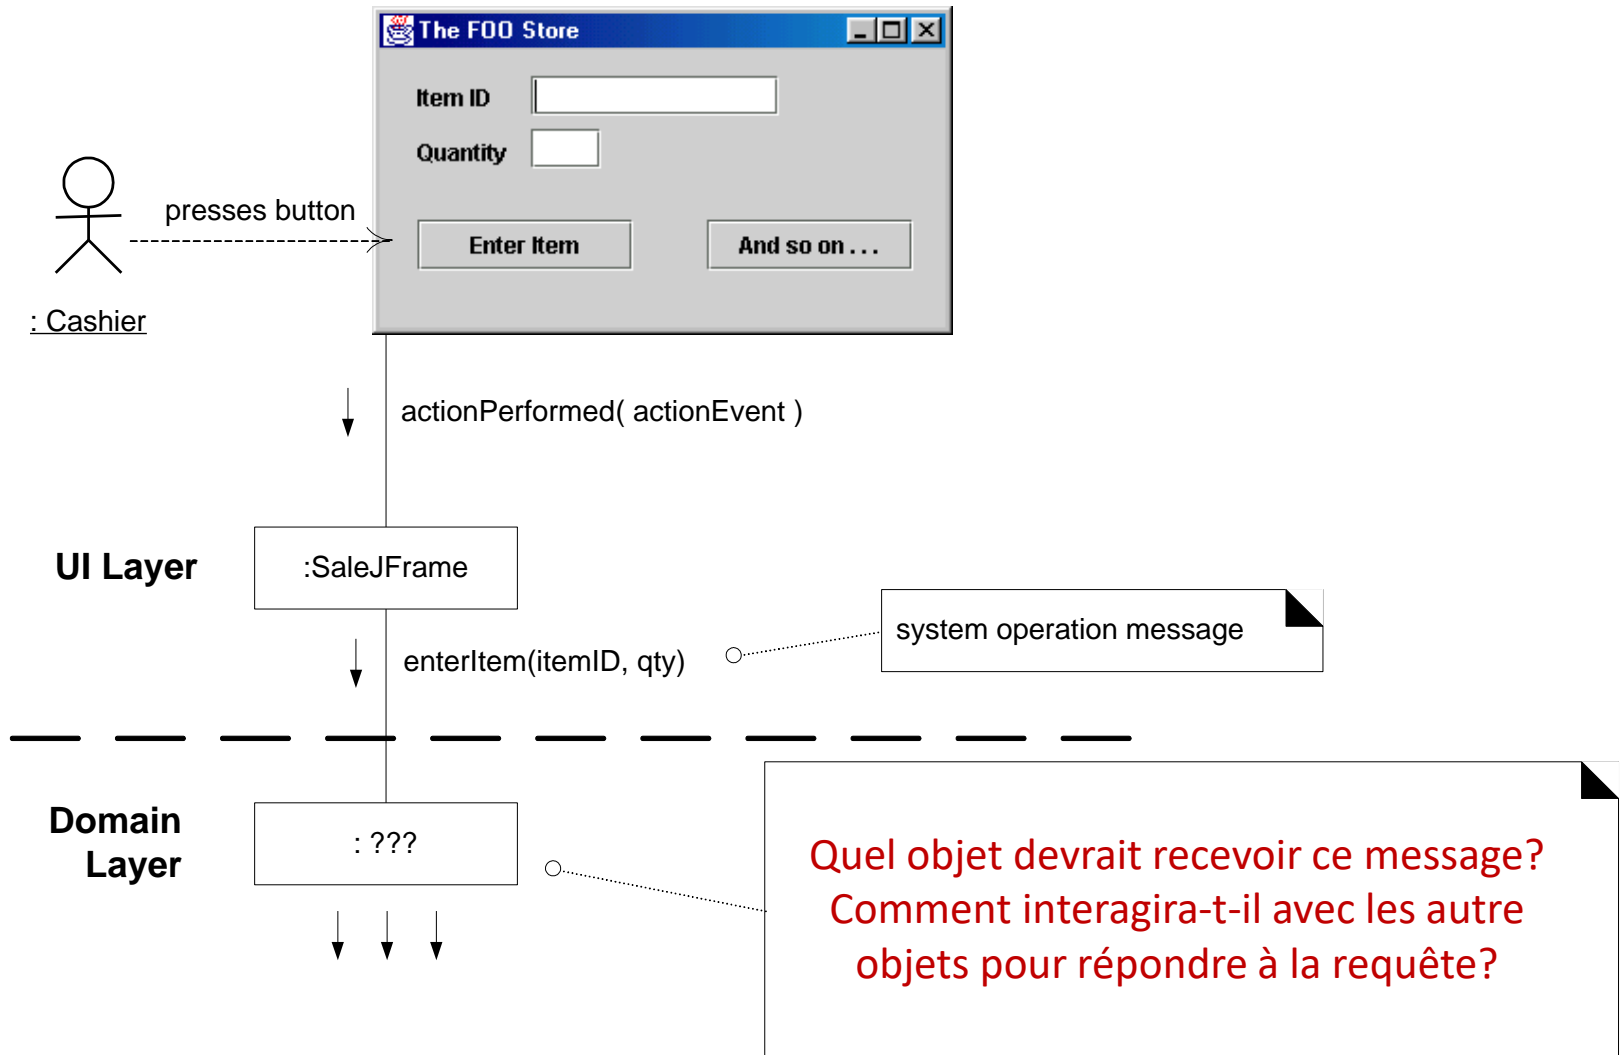 The FOO Store
Item ID
Quantity
presses button
Enter Item
And so on . . .
: Cashier
actionPerformed( actionEvent )
UI Layer
:SaleJFrame
system operation message
enterItem(itemID, qty)
Domain
Layer
: ???
Quel objet devrait recevoir ce message?
Comment interagira-t-il avec les autre
objets pour répondre à la requête?